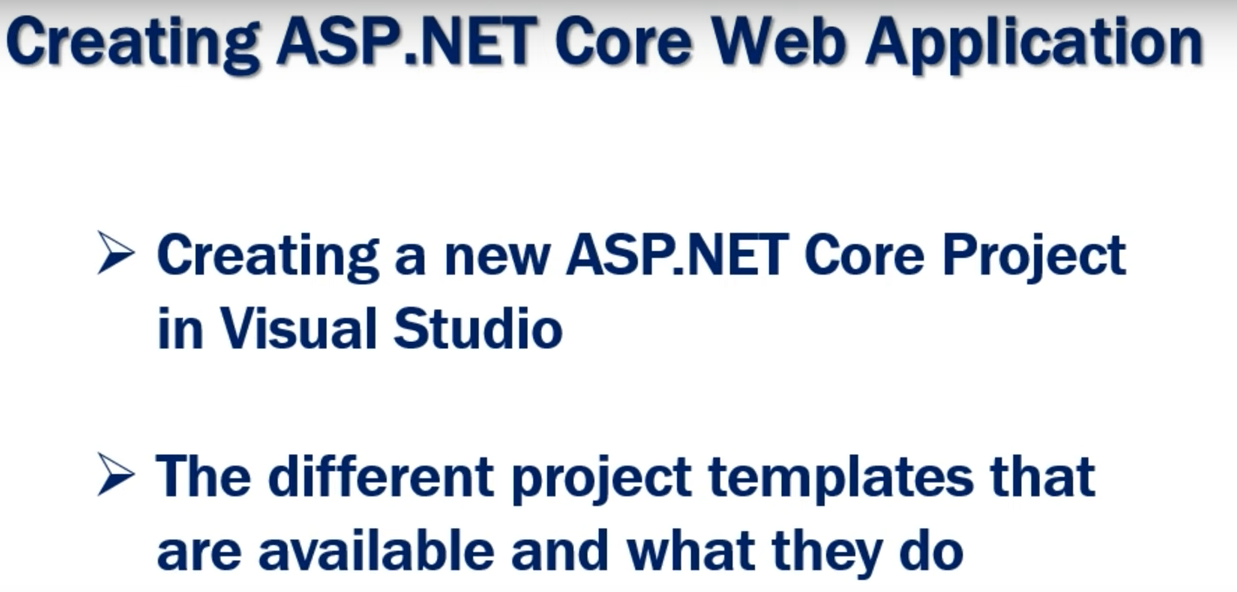 Creating ASP.NET Core Web Application
➢ Creating a new ASP.NET Core Project
in Visual Studio
➢ The different project templates that
are available and what they do